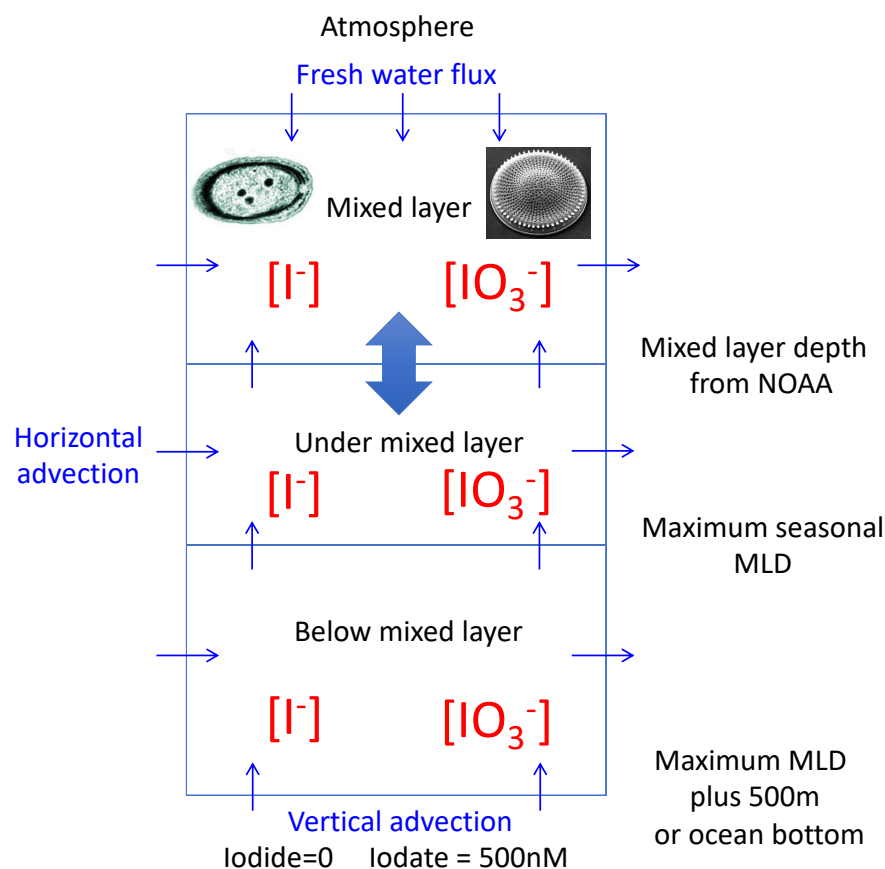 Atmosphere
Fresh water flux
Mixed layer
[I⁻] [IO₃⁻]
Mixed layer depth
from NOAA
Horizontal
advection
Under mixed layer
[I⁻] [IO₃⁻]
Maximum seasonal
MLD
Below mixed layer
[I⁻] [IO₃⁻]
Maximum MLD
plus 500m
or ocean bottom
Vertical advection
Iodide=0 Iodate = 500nM